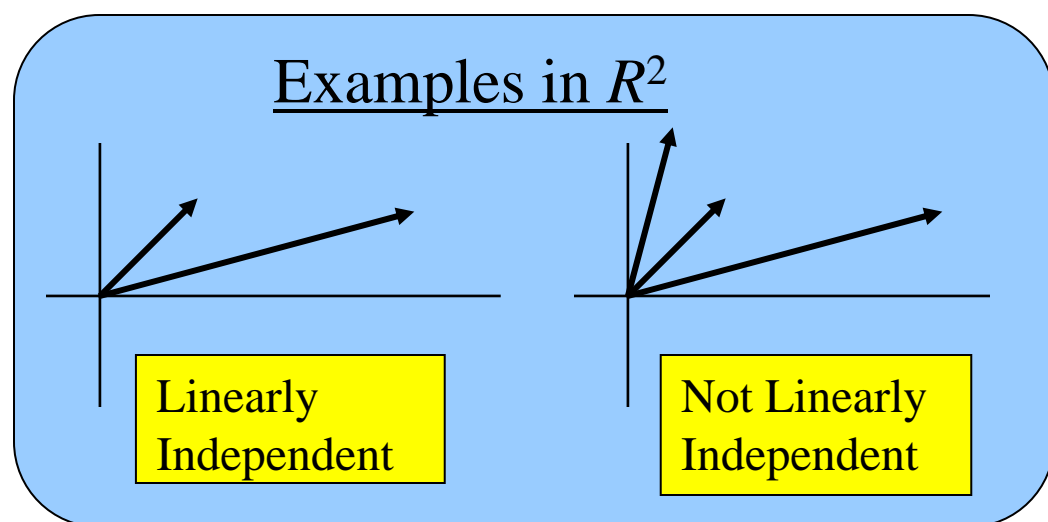 Examples in R²
Linearly
Independent
Not Linearly
Independent